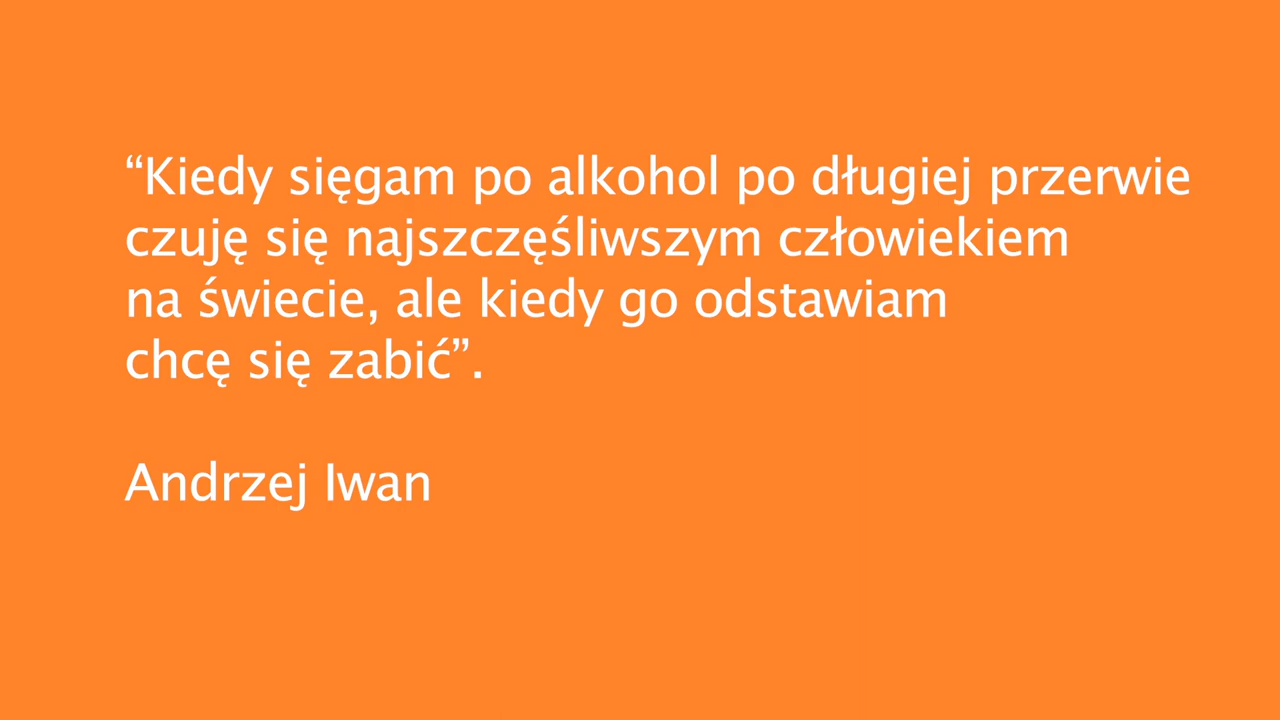 “Kiedy sięgam po alkohol po długiej przerwie
czuję się najszczęśliwszym człowiekiem
na świecie, ale kiedy go odstawiam
chcę się zabić”.
Andrzej Iwan